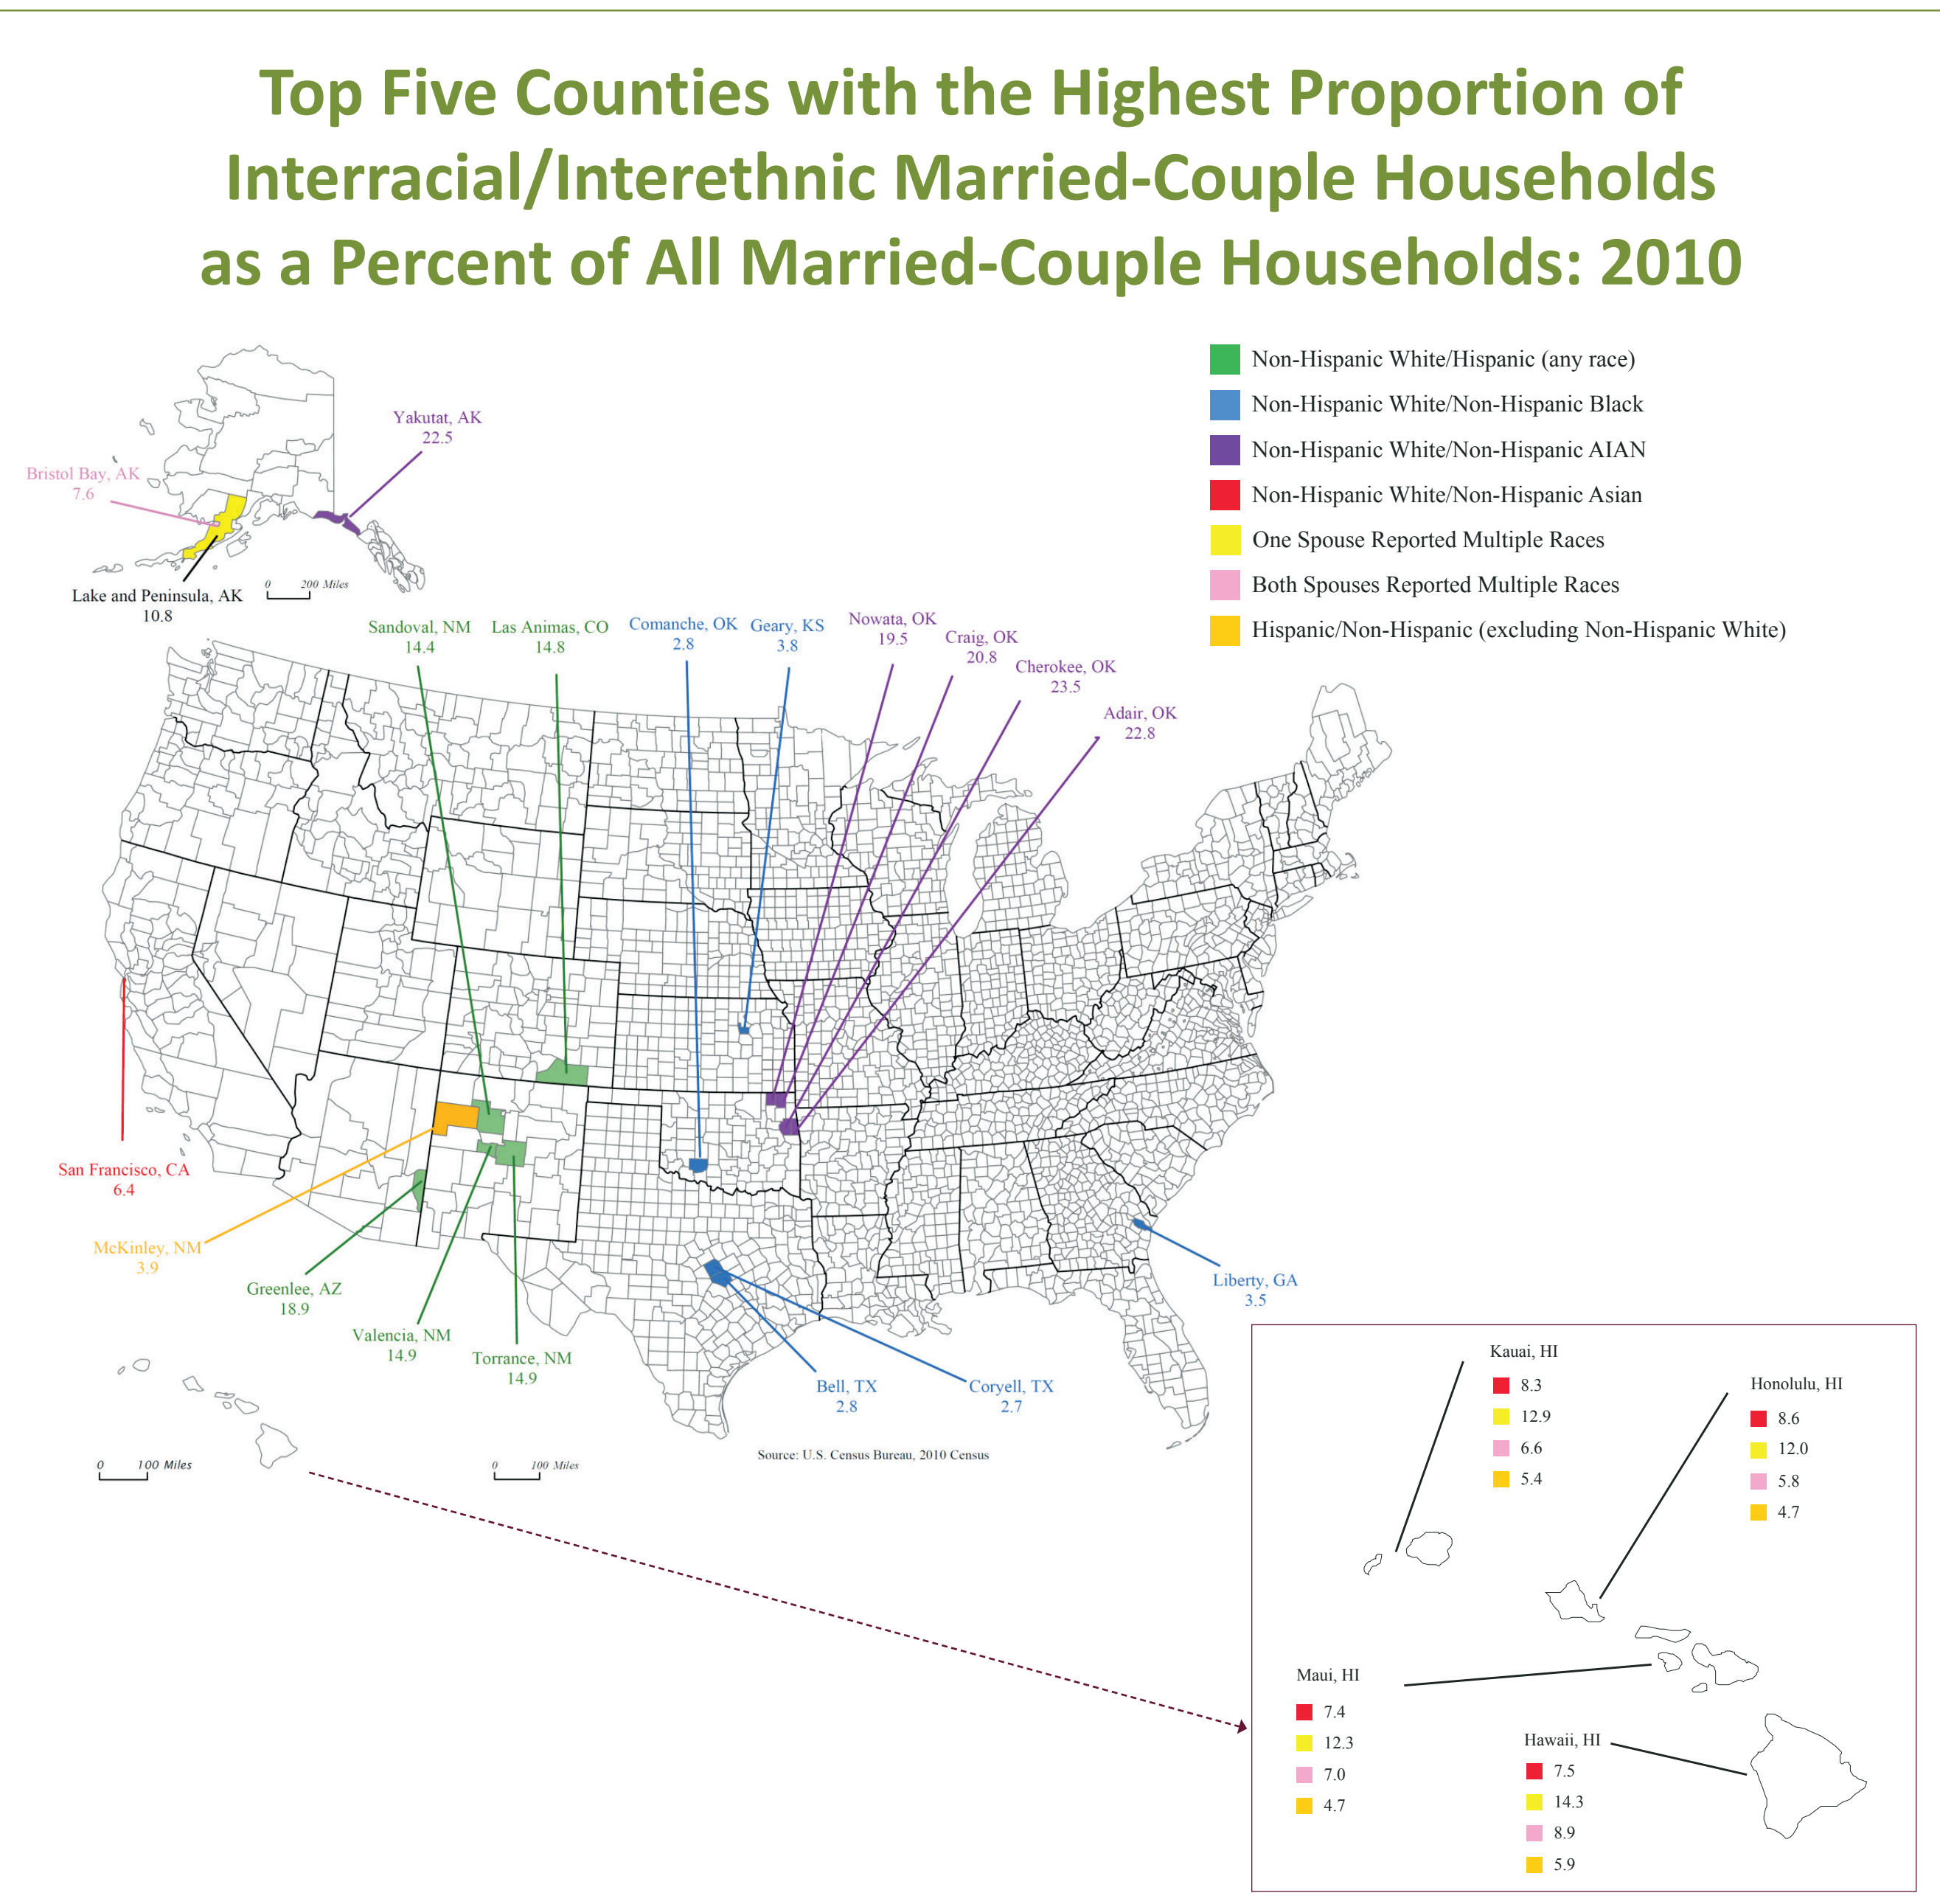 Top Five Counties with the Highest Proportion of
Interracial/Interethnic Married-Couple Households
as a Percent of All Married-Couple Households: 2010
Non-Hispanic White/Hispanic (any race)
Non-Hispanic White/Non-Hispanic Black
Non-Hispanic White/Non-Hispanic AIAN
Non-Hispanic White/Non-Hispanic Asian
One Spouse Reported Multiple Races
Both Spouses Reported Multiple Races
Hispanic/Non-Hispanic (excluding Non-Hispanic White)
Yakutat, AK
22.5
Bristol Bay, AK
7.6
Lake and Peninsula, AK
10.8
0 200 Miles
Sandoval, NM
14.4
Las Animas, CO
14.8
Comanche, OK
2.8
Geary, KS
3.8
Nowata, OK
19.5
Craig, OK
20.8
Cherokee, OK
23.5
Adair, OK
22.8
San Francisco, CA
6.4
McKinley, NM
3.9
Greenlee, AZ
18.9
Valencia, NM
14.9
Torrance, NM
14.9
Bell, TX
2.8
Coryell, TX
2.7
Liberty, GA
3.5
Source: U.S. Census Bureau, 2010 Census
0 100 Miles
0 100 Miles
Kauai, HI
8.3
12.9
6.6
5.4
Honolulu, HI
8.6
12.0
5.8
4.7
Maui, HI
7.4
12.3
7.0
4.7
Hawaii, HI
7.5
14.3
8.9
5.9